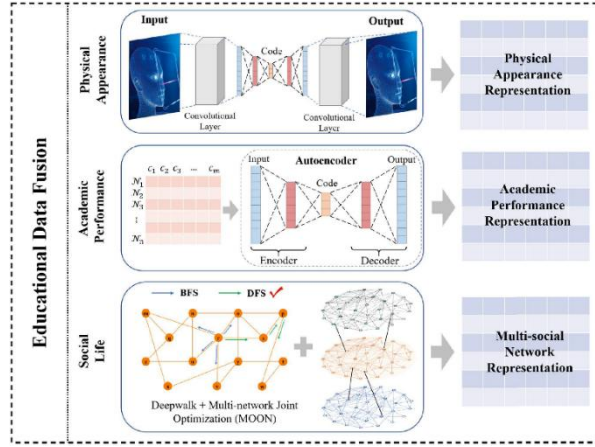 Educational Data Fusion
Physical
Appearance
Input
Output
Code
Convolutional
Layer
Convolutional
Layer
Physical
Appearance
Representation
Academic
Performance
C₁ C₂ C₃ ... Cₘ
N₁
N₂
N₃
⋮
N₃
Autoencoder
Input
Output
Code
Encoder
Decoder
Academic
Performance
Representation
Social
Life
BFS
DFS
Deepwalk + Multi-network Joint
Optimization (MOON)
Multi-social
Network
Representation